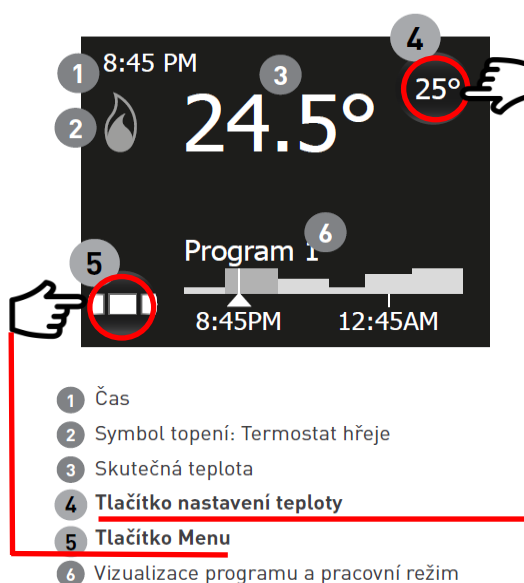 4
1 8:45 PM 3 25°
2 24.5°
6
5 Program 1
8:45PM 12:45AM
1 Čas
2 Symbol topení: Termostat hřeje
3 Skutečná teplota
4 Tlačítko nastavení teploty
5 Tlačítko Menu
6 Vizualizace programu a pracovní režim